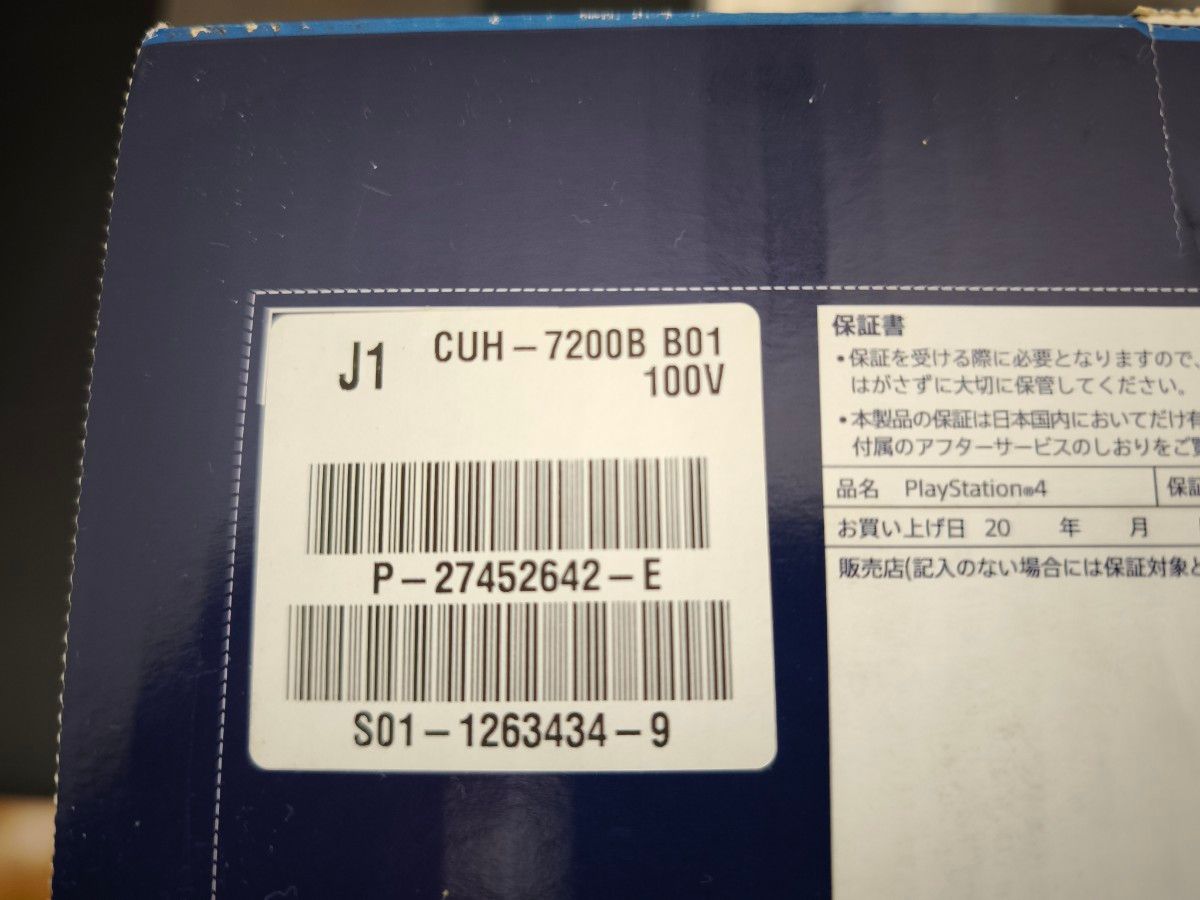 J1
CUH-7200B B01
100V
P-27452642-E
S01-1263434-9
保証書
•保証を受ける際に必要となりますので、
はがさずに大切に保管してください。
•本製品の保証は日本国内においてだけ有
付属のアフターサービスのしおりをご覧
品名 PlayStation®4 保証
お買い上げ日 20 年 月
販売店(記入のない場合には保証対象と